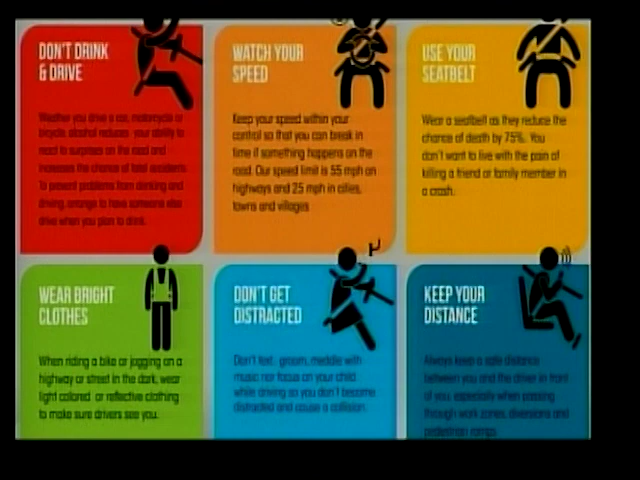 DON'T DRINK
& DRIVE
Weather you drive a car, motorcycle or
bicycle, alcohol reduces your ability to
react to surprises on the road and
increases the chance of fatal accidents.
To prevent problems from drinking and
driving, arrange to have someone else
drive when you plan to drink.
WATCH YOUR
SPEED
Keep your speed within your
control so that you can break in
time if something happens on the
road. Our speed limit is 55 mph on
highways and 25 mph in cities,
towns and villages
USE YOUR
SEATBELT
Wear a seatbelt as they reduce the
chance of death by 75%. You
don't want to live with the pain of
killing a friend or family member in
a crash.
WEAR BRIGHT
CLOTHES
When riding a bike or jogging on a
highway or street in the dark, wear
light colored or reflective clothing
to make sure drivers see you.
DON'T GET
DISTRACTED
Don't text, groom, meddle with
music nor focus on your child
while driving so you don't become
distracted and cause a collision.
KEEP YOUR
DISTANCE
Always keep a safe distance
between you and the driver in front
of you, especially when passing
through work zones, diversions and
pedestrian ramps.